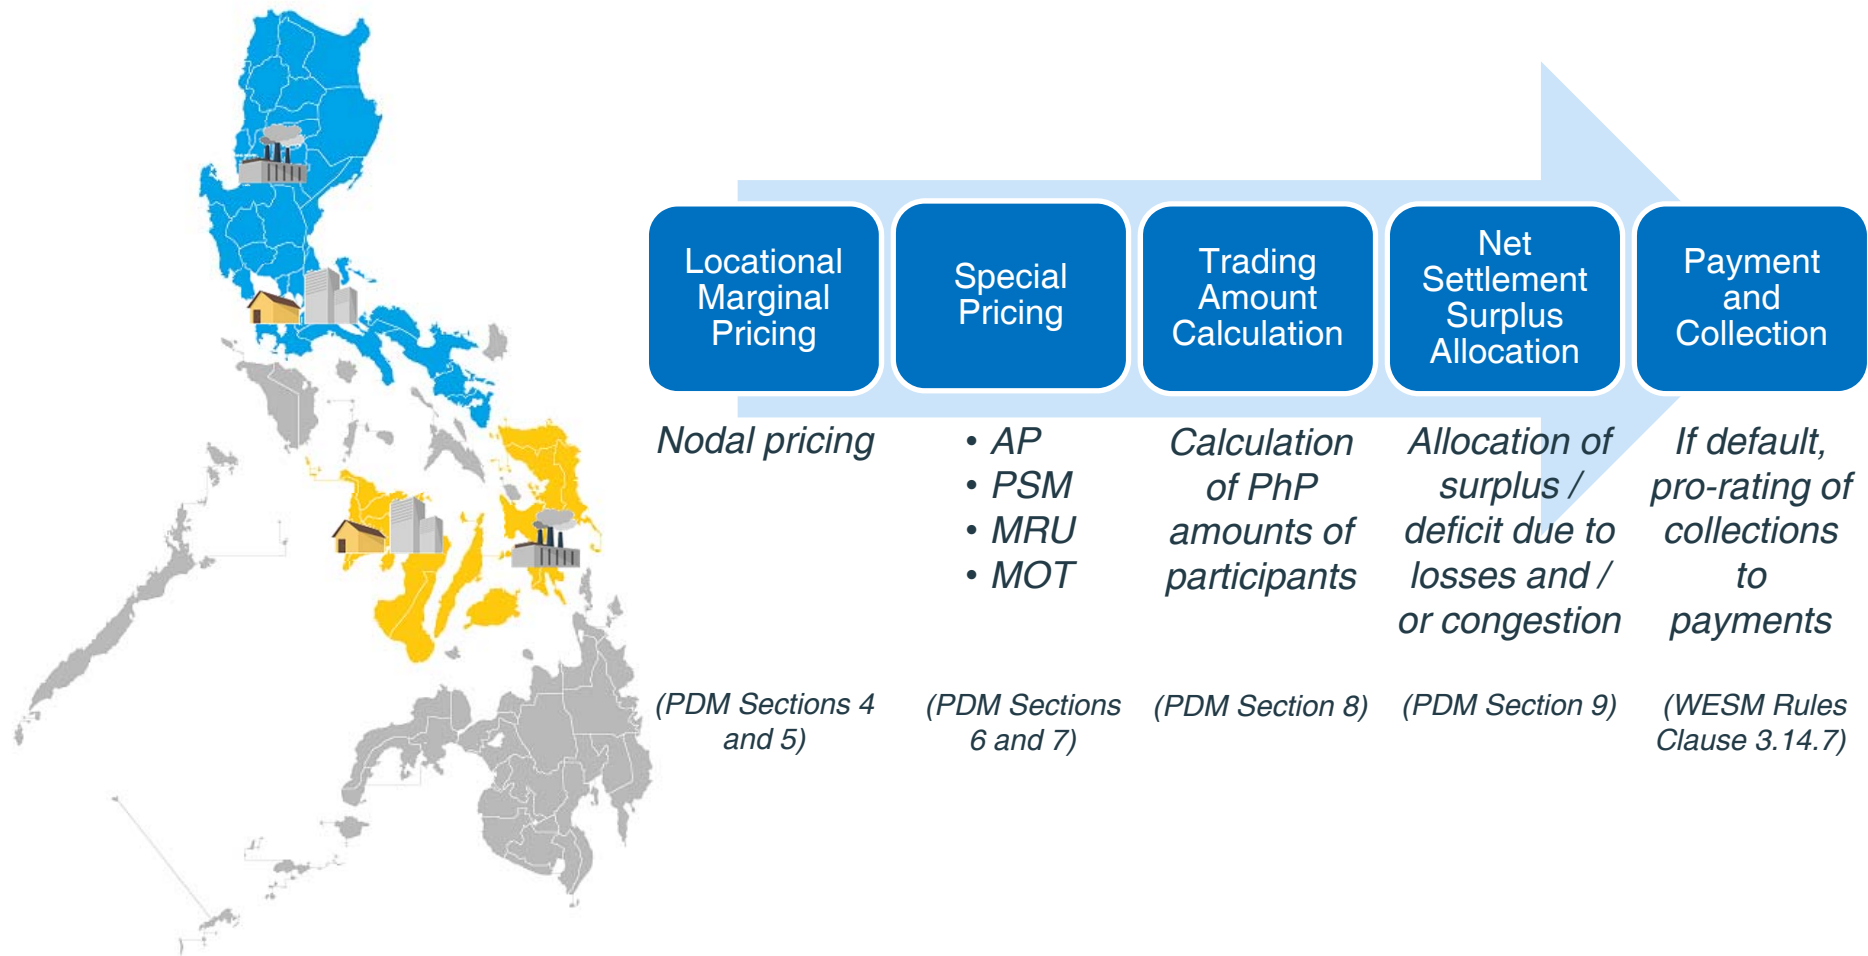 Locational
Marginal
Pricing
Special
Pricing
Trading
Amount
Calculation
Net
Settlement
Surplus
Allocation
Payment
and
Collection
Nodal pricing
• AP
• PSM
• MRU
• MOT
Calculation
of PhP
amounts of
participants
Allocation of
surplus /
deficit due to
losses and /
or congestion
If default,
pro-rating of
collections
to
payments
(PDM Sections 4
and 5)
(PDM Sections
6 and 7)
(PDM Section 8)
(PDM Section 9)
(WESM Rules
Clause 3.14.7)